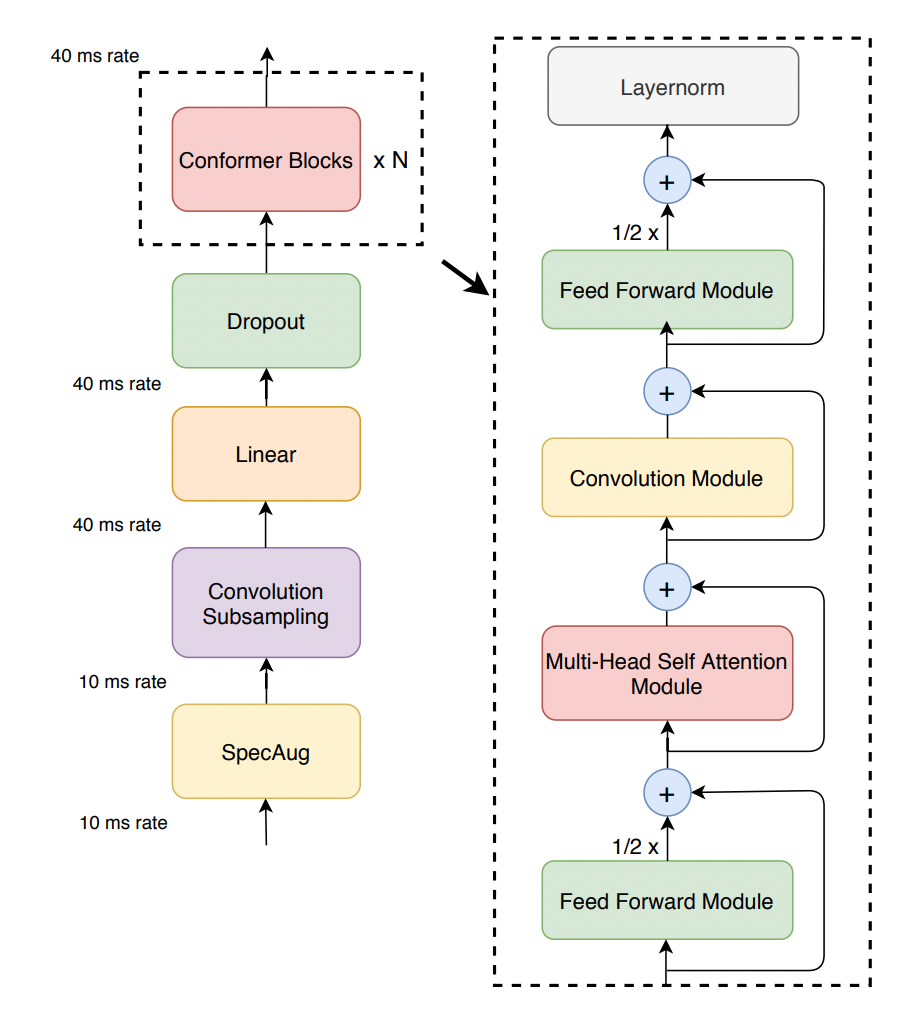 40 ms rate
Conformer Blocks
x N
Dropout
40 ms rate
Linear
40 ms rate
Convolution
Subsampling
10 ms rate
SpecAug
10 ms rate
Layernorm
+
1/2 x
Feed Forward Module
+
Convolution Module
+
Multi-Head Self Attention
Module
+
1/2 x
Feed Forward Module